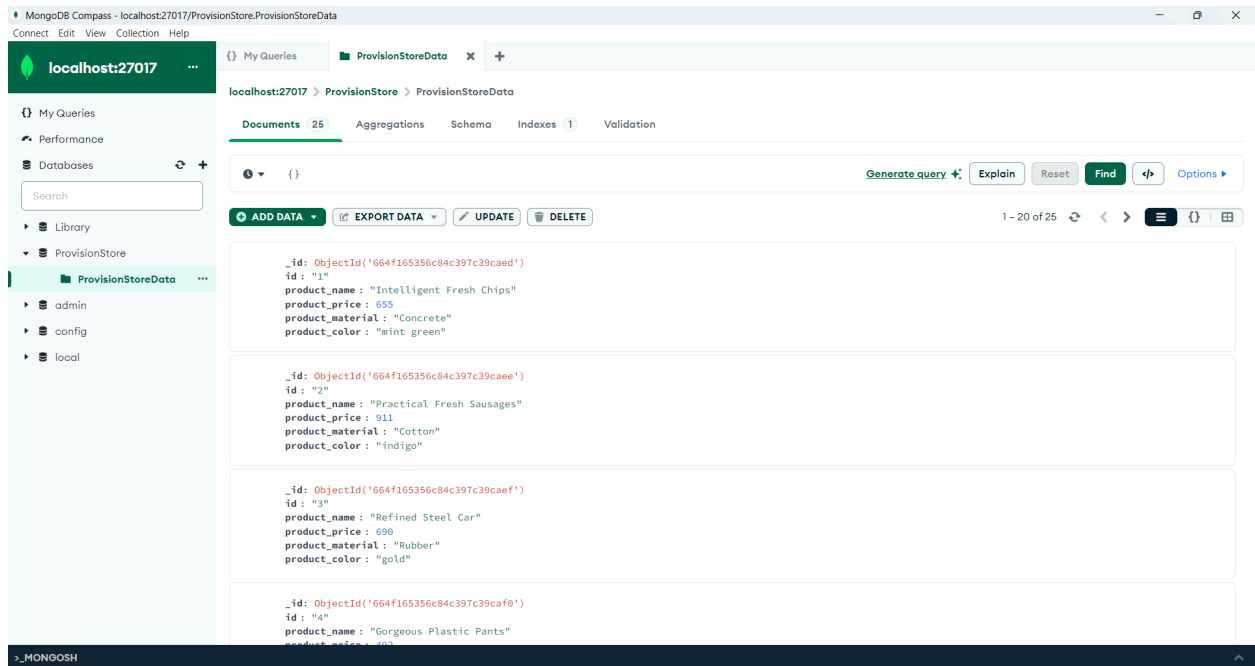 MongoDB Compass - localhost:27017/ProvisionStore.ProvisionStoreData
Connect Edit View Collection Help
localhost:27017 ...
{} My Queries
ProvisionStoreData
{} My Queries
Performance
Databases
Search
Library
ProvisionStore
ProvisionStoreData ...
admin
config
local
localhost:27017 > ProvisionStore > ProvisionStoreData
Documents 25 Aggregations Schema Indexes 1 Validation
{}
Generate query Explain Reset Find </> Options
ADD DATA EXPORT DATA UPDATE DELETE
1 – 20 of 25 {}
_id: ObjectId('664f165356c84c397c39caed')
id : "1"
product_name : "Intelligent Fresh Chips"
product_price : 655
product_material : "Concrete"
product_color : "mint green"
_id: ObjectId('664f165356c84c397c39caee')
id : "2"
product_name : "Practical Fresh Sausages"
product_price : 911
product_material : "Cotton"
product_color : "indigo"
_id: ObjectId('664f165356c84c397c39caef')
id : "3"
product_name : "Refined Steel Car"
product_price : 690
product_material : "Rubber"
product_color : "gold"
_id: ObjectId('664f165356c84c397c39caf0')
id : "4"
product_name : "Gorgeous Plastic Pants"
product_price :
>_MONGOSH